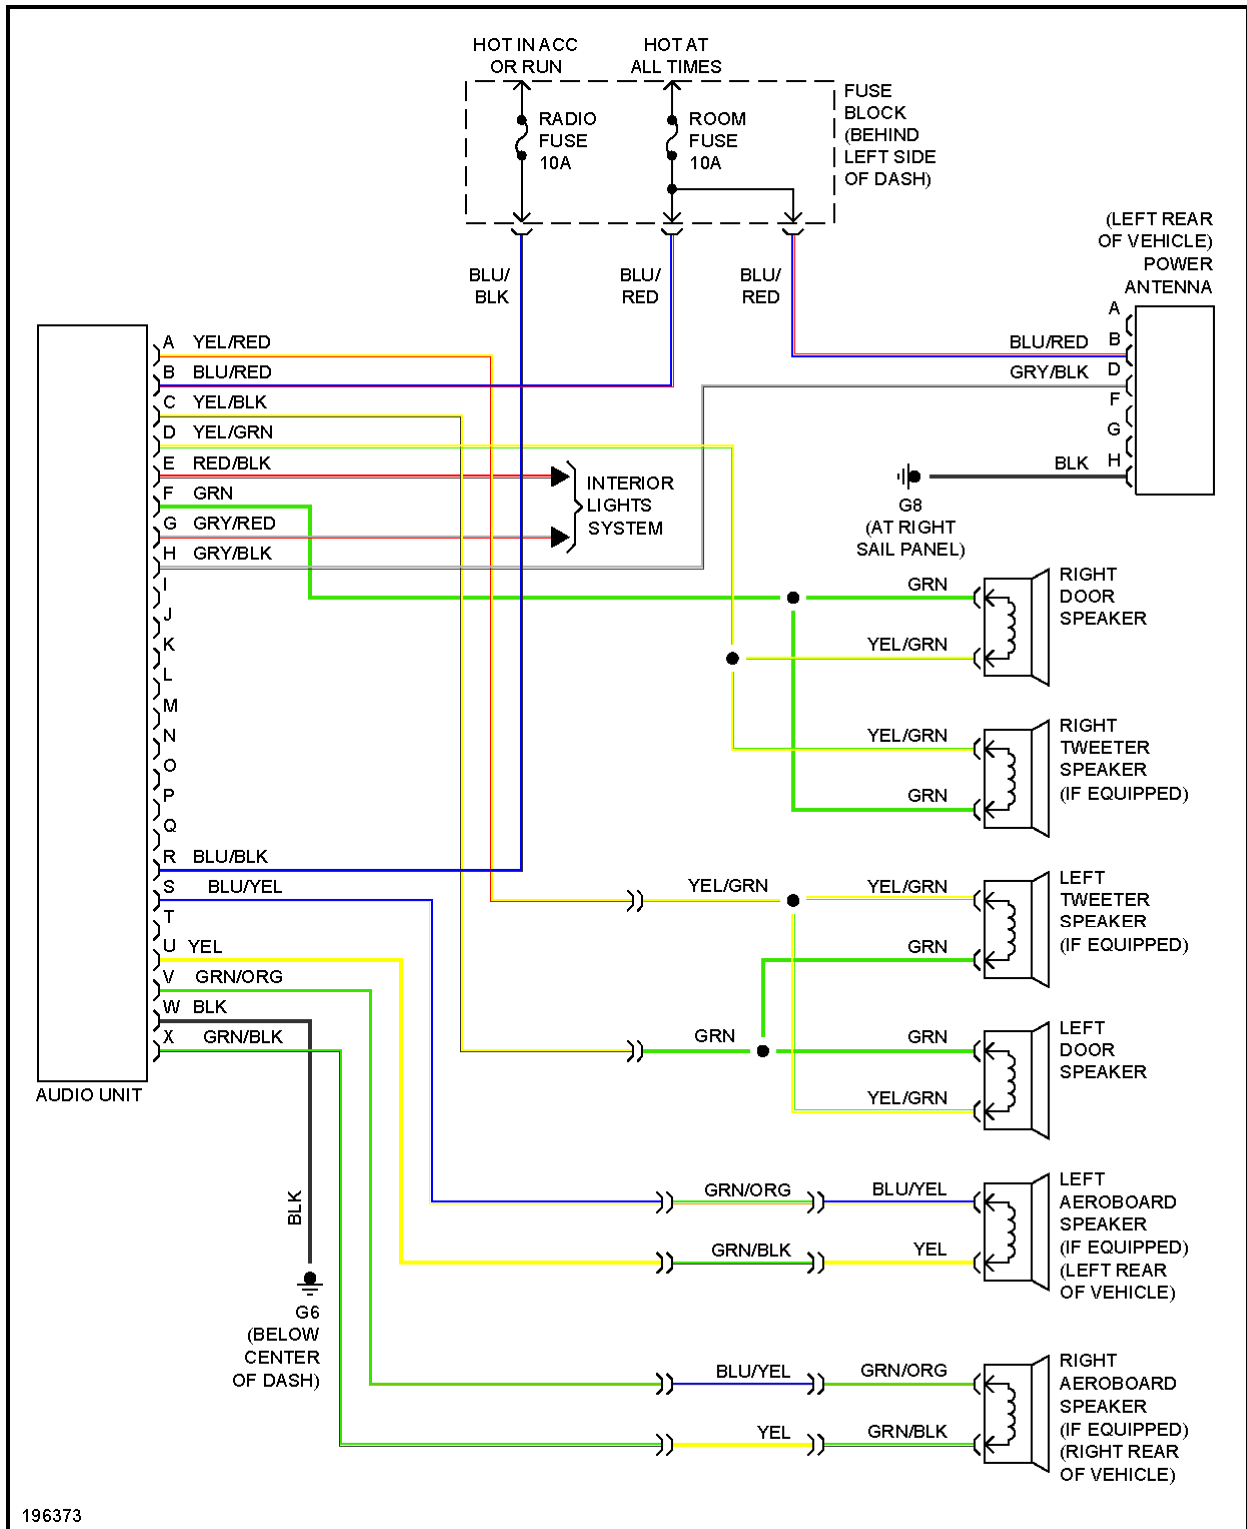 HOT IN ACC
OR RUN
HOT AT
ALL TIMES
RADIO
FUSE
10A
ROOM
FUSE
10A
FUSE
BLOCK
(BEHIND
LEFT SIDE
OF DASH)
BLU/
BLK
BLU/
RED
BLU/
RED
(LEFT REAR
OF VEHICLE)
POWER
ANTENNA
A
BLU/RED B
GRY/BLK D
F
G
BLK H
G8
(AT RIGHT
SAIL PANEL)
A YEL/RED
B BLU/RED
C YEL/BLK
D YEL/GRN
E RED/BLK
F GRN
G GRY/RED
H GRY/BLK
I
J
K
L
M
N
O
P
Q
R BLU/BLK
S BLU/YEL
T
U YEL
V GRN/ORG
W BLK
X GRN/BLK
AUDIO UNIT
INTERIOR
LIGHTS
SYSTEM
GRN
YEL/GRN
RIGHT
DOOR
SPEAKER
YEL/GRN
GRN
RIGHT
TWEETER
SPEAKER
(IF EQUIPPED)
YEL/GRN
YEL/GRN
GRN
LEFT
TWEETER
SPEAKER
(IF EQUIPPED)
GRN
GRN
YEL/GRN
LEFT
DOOR
SPEAKER
BLK
G6
(BELOW
CENTER
OF DASH)
GRN/ORG
BLU/YEL
GRN/BLK
YEL
LEFT
AEROBOARD
SPEAKER
(IF EQUIPPED)
(LEFT REAR
OF VEHICLE)
BLU/YEL
GRN/ORG
YEL
GRN/BLK
RIGHT
AEROBOARD
SPEAKER
(IF EQUIPPED)
(RIGHT REAR
OF VEHICLE)
196373